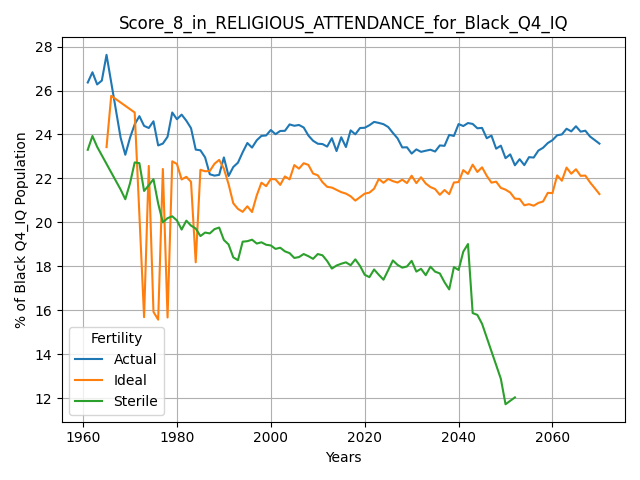 Score_8_in_RELIGIOUS_ATTENDANCE_for_Black_Q4_IQ
% of Black Q4_IQ Population
28
26
24
22
20
18
16
14
12
Fertility
Actual
Ideal
Sterile
1960 1980 2000 2020 2040 2060
Years